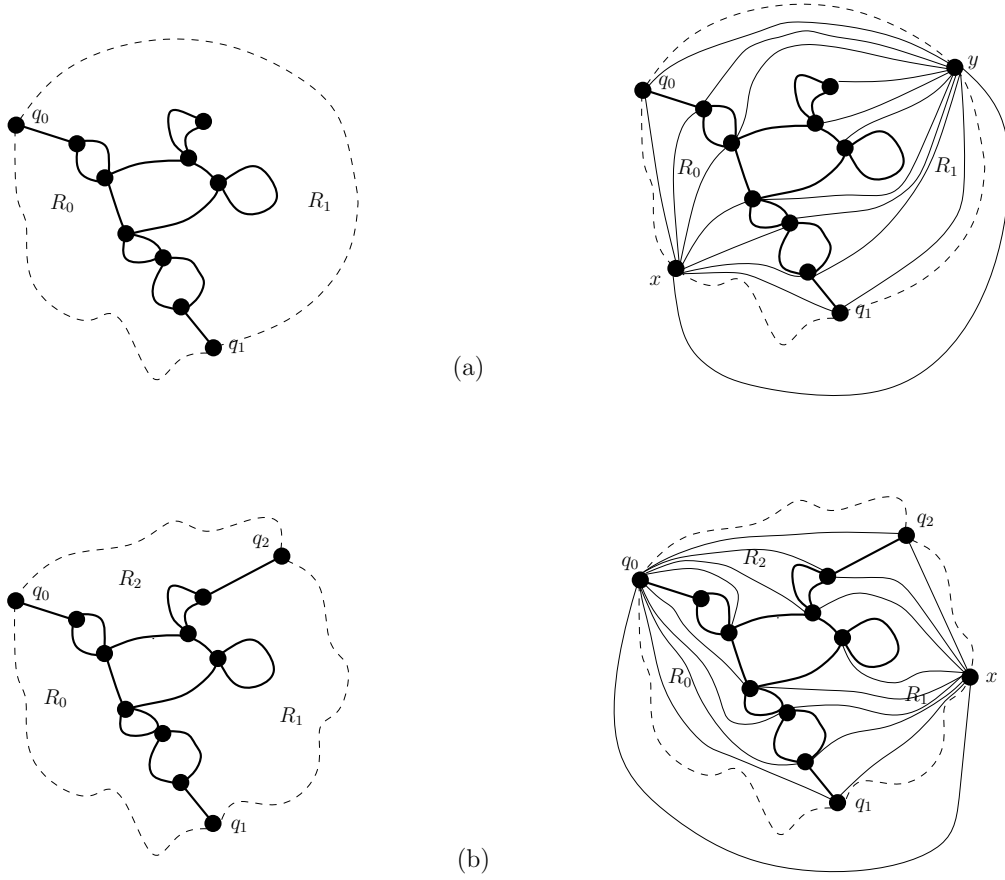 q₀
R₀
R₁
q₁
y
q₀
R₀
R₁
x
q₁
(a)
q₂
q₀
R₂
R₀
R₁
q₁
q₂
q₀
R₂
R₀
R₁
x
q₁
(b)